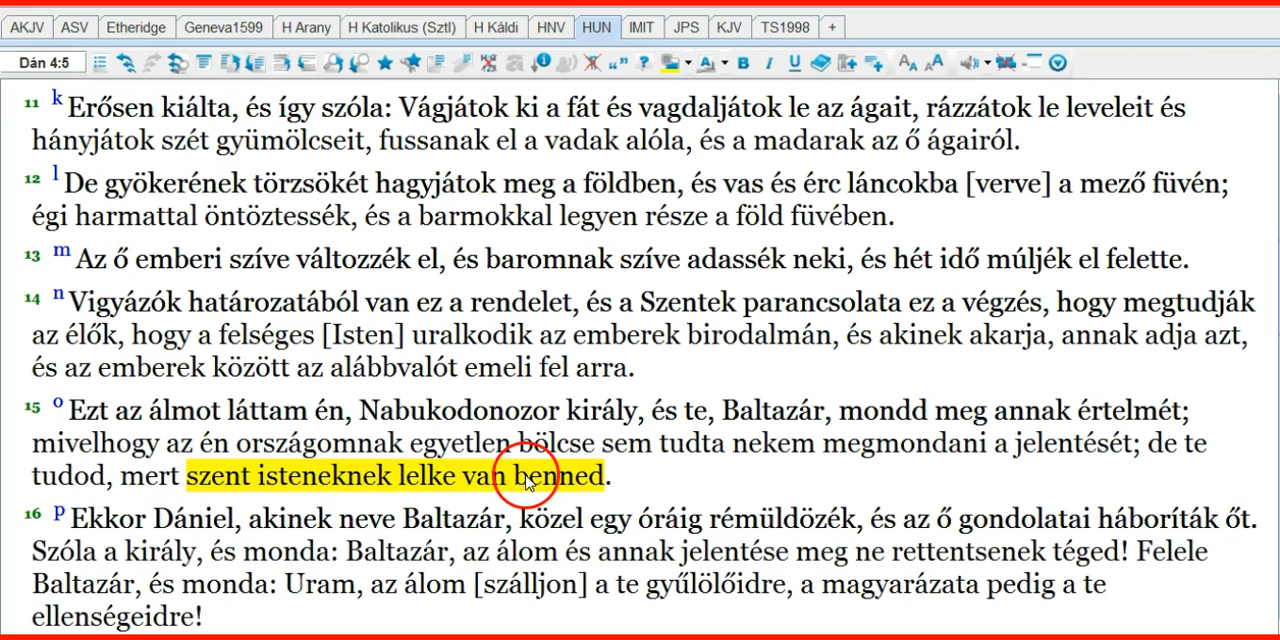 AKJV ASV Etheridge Geneva1599 H Arany H Katolikus (Sztl) H Káldi HNV HUN IMIT JPS KJV TS1998 +
Dán 4:5
11 k Erősen kiálta, és így szóla: Vágjátok ki a fát és vagdaljátok le az ágait, rázzátok le leveleit és
hányjátok szét gyümölcseit, fussanak el a vadak alóla, és a madarak az ő ágairól.
12 l De gyökerének törzsökét hagyjátok meg a földben, és vas és érc láncokba [verve] a mező füvén;
égi harmattal öntöztessék, és a barmokkal legyen része a föld füvében.
13 m Az ő emberi szíve változzék el, és baromnak szíve adassék neki, és hét idő múljék el felette.
14 n Vigyázók határozatából van ez a rendelet, és a Szentek parancsolata ez a végzés, hogy megtudják
az élők, hogy a felséges [Isten] uralkodik az emberek birodalmán, és akinek akarja, annak adja azt,
és az emberek között az alábbvalót emeli fel arra.
15 o Ezt az álmot láttam én, Nabukodonozor király, és te, Baltazár, mondd meg annak értelmét;
mivelhogy az én országomnak egyetlen bölcse sem tudta nekem megmondani a jelentését; de te
tudod, mert szent isteneknek lelke van benned.
16 p Ekkor Dániel, akinek neve Baltazár, közel egy óráig rémüldözék, és az ő gondolatai háboríták őt.
Szóla a király, és monda: Baltazár, az álom és annak jelentése meg ne rettentsenek téged! Felele
Baltazár, és monda: Uram, az álom [szálljon] a te gyűlölőidre, a magyarázata pedig a te
ellenségeidre!